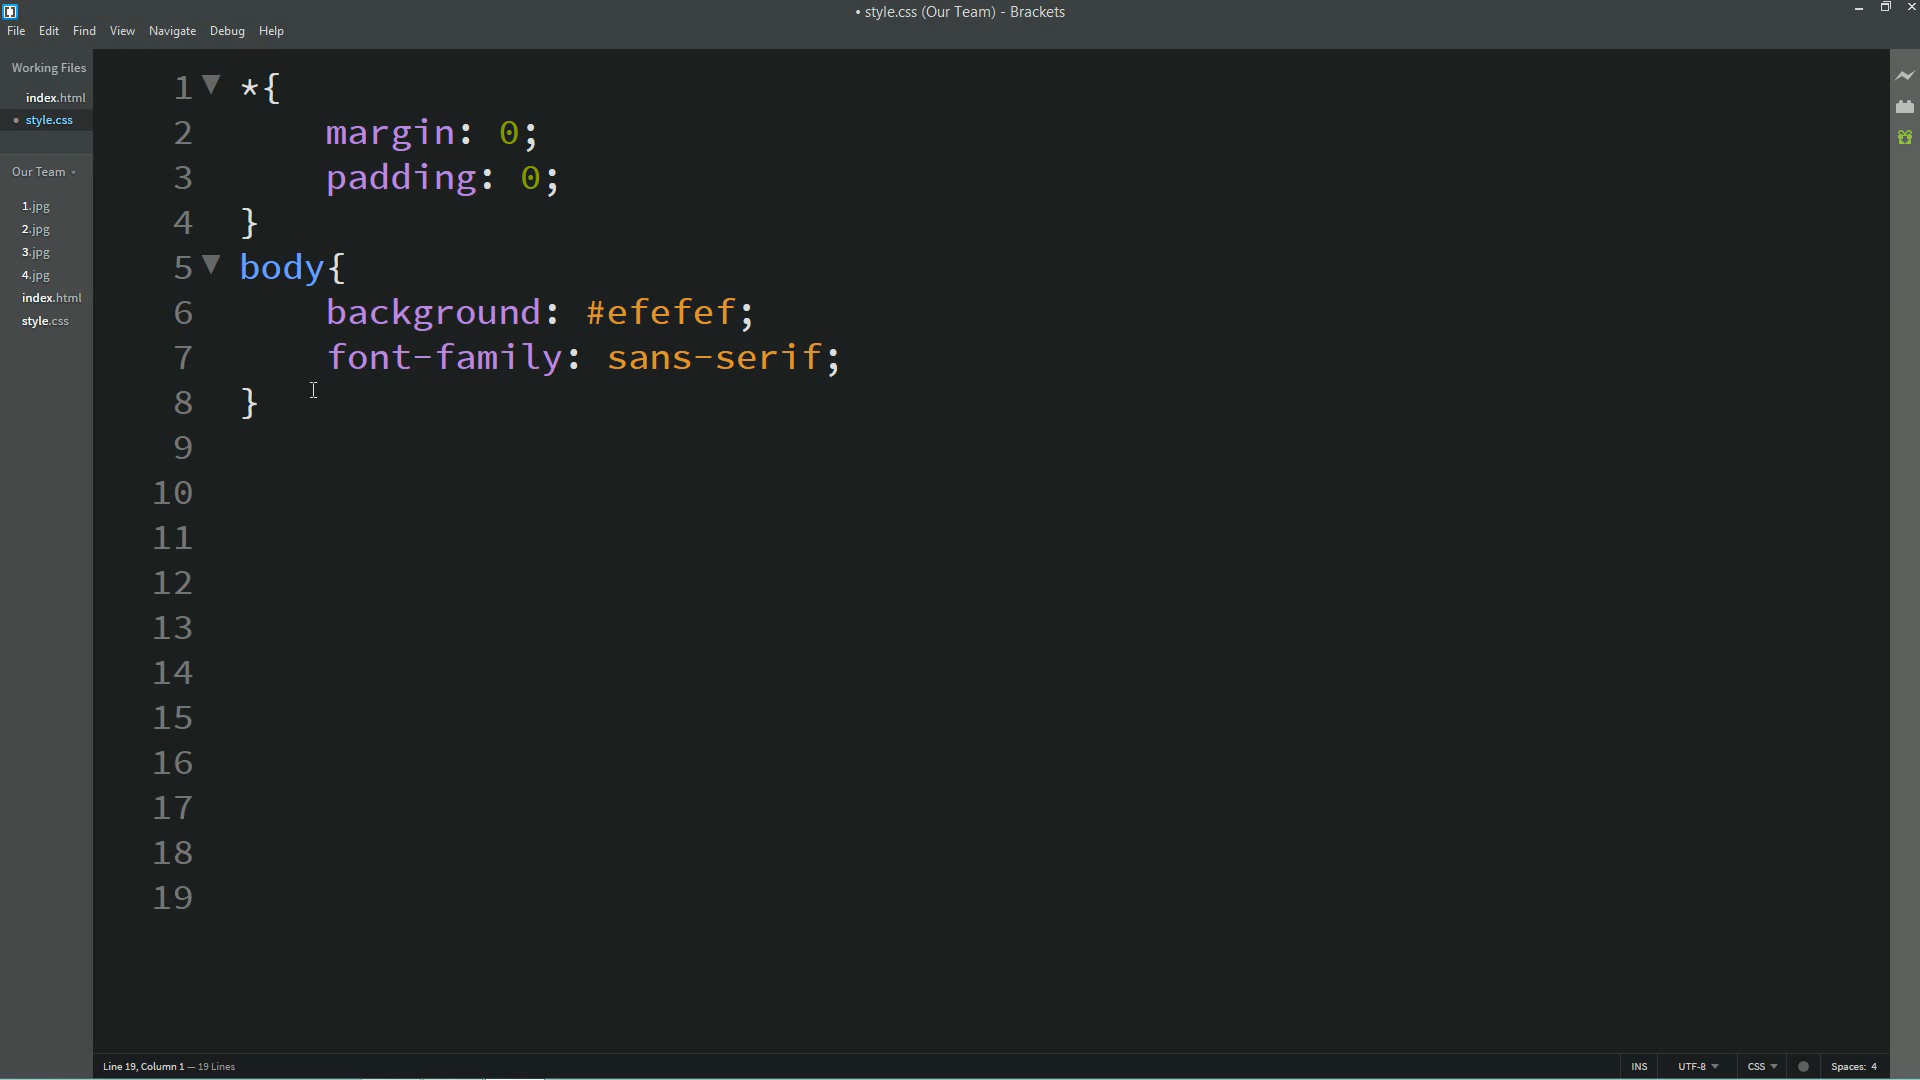 • style.css (Our Team) - Brackets
File Edit Find View Navigate Debug Help
Working Files
index.html
• style.css
Our Team
1.jpg
2.jpg
3.jpg
4.jpg
index.html
style.css
1 *{
2 margin: 0;
3 padding: 0;
4 }
5 body{
6 background: #efefef;
7 font-family: sans-serif;
8 }
9
10
11
12
13
14
15
16
17
18
19
Line 19, Column 1 — 19 Lines
INS UTF-8 CSS Spaces: 4